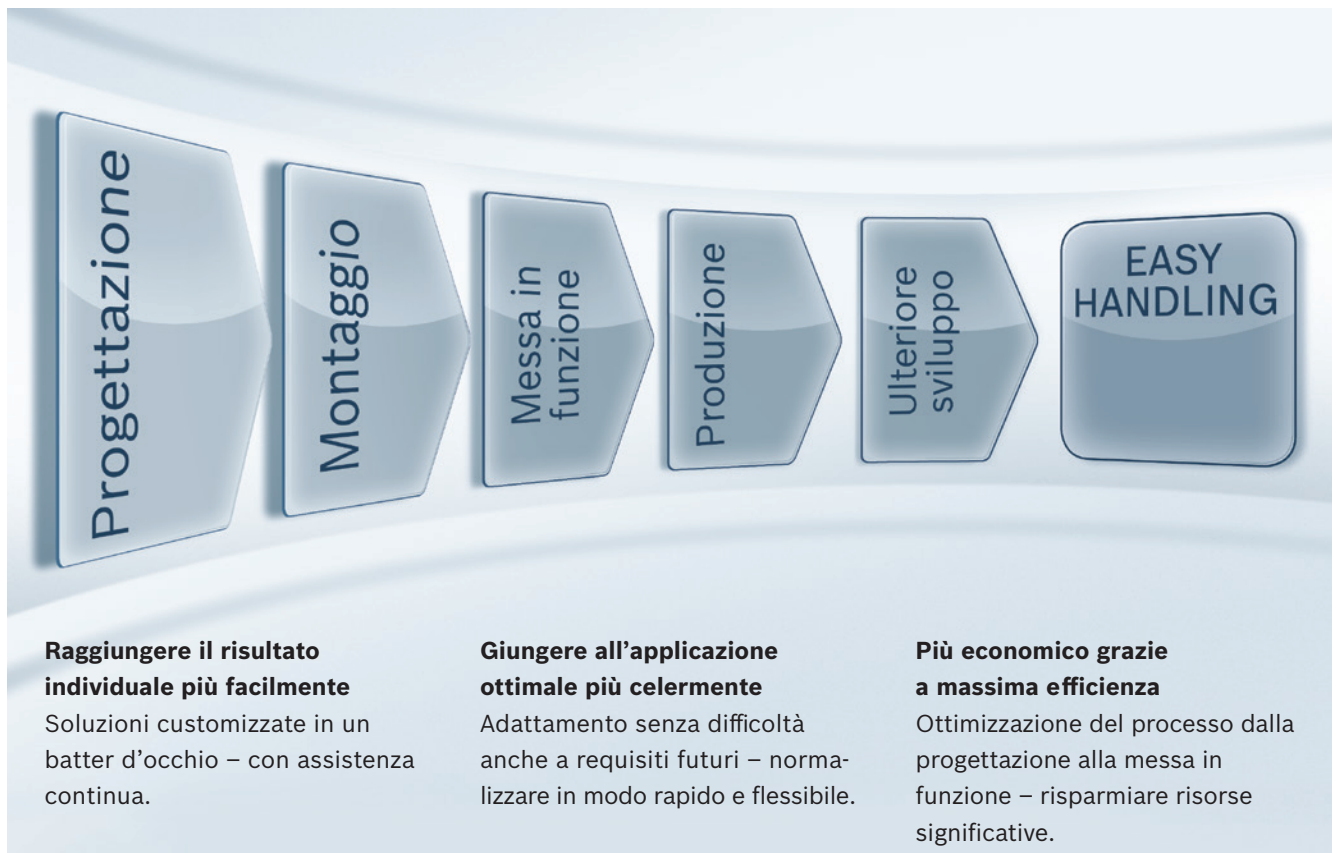 Progettazione
Montaggio
Messa in
funzione
Produzione
Ulteriore
sviluppo
EASY
HANDLING
Raggiungere il risultato
individuale più facilmente
Soluzioni customizzate in un
batter d’occhio – con assistenza
continua.
Giungere all’applicazione
ottimale più celermente
Adattamento senza difficoltà
anche a requisiti futuri – norma-
lizzare in modo rapido e flessibile.
Più economico grazie
a massima efficienza
Ottimizzazione del processo dalla
progettazione alla messa in
funzione – risparmiare risorse
significative.